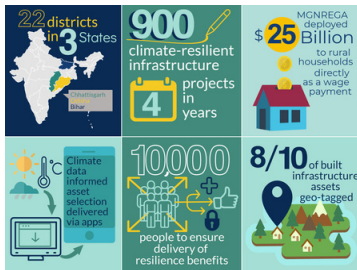 22 districts
in 3 States
Chhattisgarh
Bihar
900
climate-resilient
infrastructure
4
projects
in
years
MGNREGA
deployed
$ 25 Billion
to rural
households
directly
as a wage
payment
°C
Climate
data
informed
asset
selection
delivered
via apps
10000
people to ensure
delivery of
resilience benefits
8/10 of built
infrastructure
assets
geo-tagged